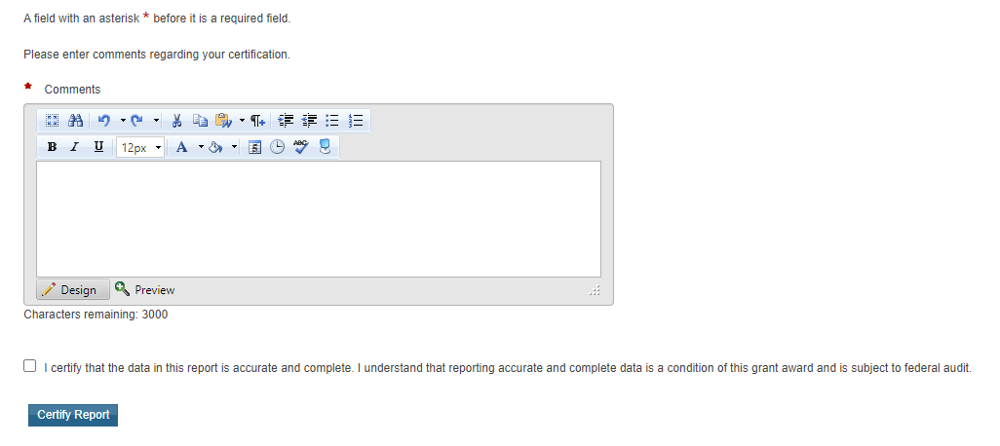 A field with an asterisk * before it is a required field.
Please enter comments regarding your certification.
* Comments
B I U 12px A ABC
Design Preview
Characters remaining: 3000
I certify that the data in this report is accurate and complete. I understand that reporting accurate and complete data is a condition of this grant award and is subject to federal audit.
Certify Report